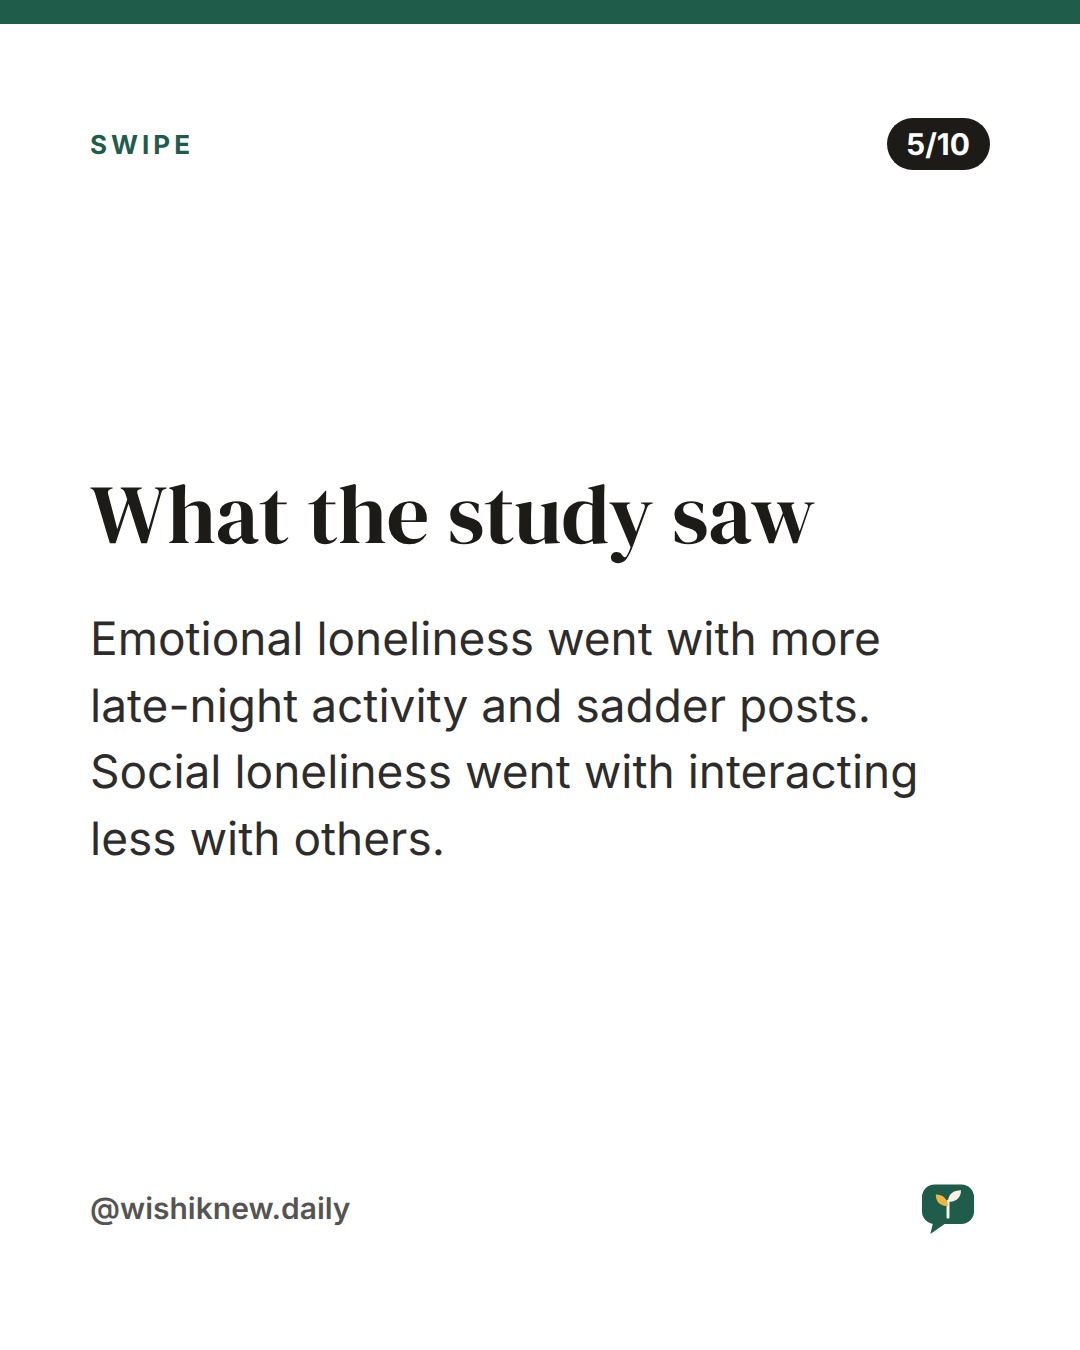 SWIPE
5/10
What the study saw
Emotional loneliness went with more
late-night activity and sadder posts.
Social loneliness went with interacting
less with others.
@wishiknew.daily